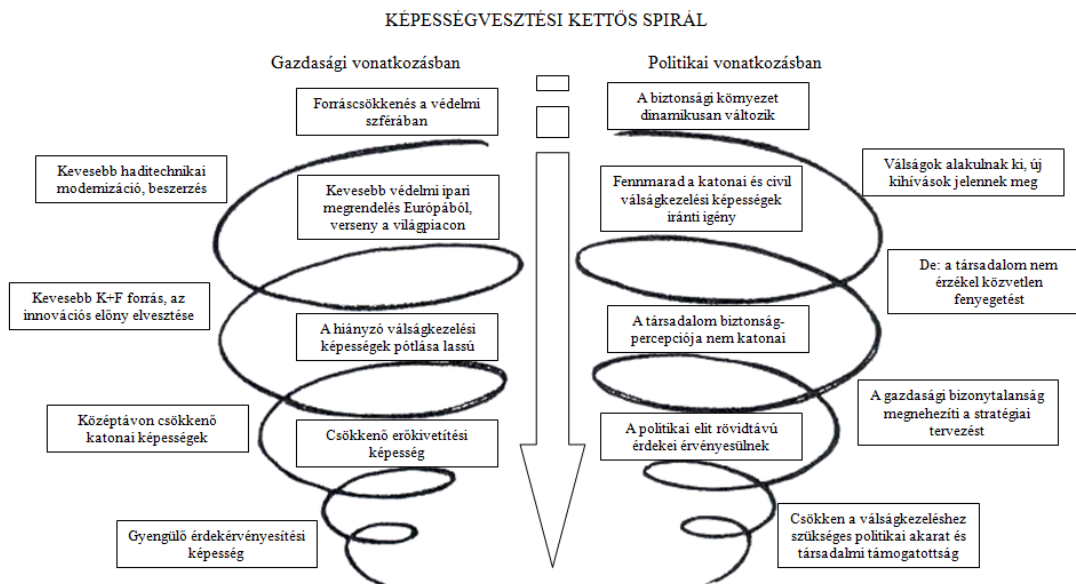 KÉPESSÉGVESZTÉSI KETTŐS SPIRÁL
Gazdasági vonatkozásban
Politikai vonatkozásban
Forráscsökkenés a védelmi
szférában
A biztonsági környezet
dinamikusan változik
Kevesebb haditechnikai
modernizáció, beszerzés
Válságok alakulnak ki, új
kihívások jelennek meg
Kevesebb védelmi ipari
megrendelés Európából,
verseny a világpiacon
Fennmarad a katonai és civil
válságkezelési képességek
iránti igény
De: a társadalom nem
érzékel közvetlen
fenyegetést
Kevesebb K+F forrás, az
innovációs előny elvesztése
A hiányzó válságkezelési
képességek pótlása lassú
A társadalom biztonság-
percepciója nem katonai
A gazdasági bizonytalanság
megnehezíti a stratégiai
tervezést
Középtávon csökkenő
katonai képességek
Csökkenő erőkivetítési
képesség
A politikai elit rövidtávú
érdekei érvényesülnek
Gyengülő érdekérvényesítési
képesség
Csökken a válságkezeléshez
szükséges politikai akarat és
társadalmi támogatottság